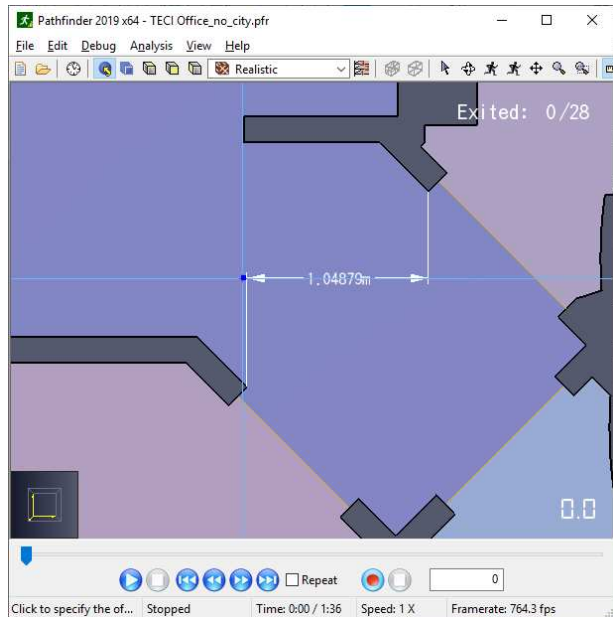 Pathfinder 2019 x64 - TECI Office_no_city.pfr
File Edit Debug Analysis View Help
Realistic
Exited: 0/28
1.04879m
0.0
Repeat
0
Click to specify the of... Stopped Time: 0:00 / 1:36 Speed: 1 X Framerate: 764.3 fps